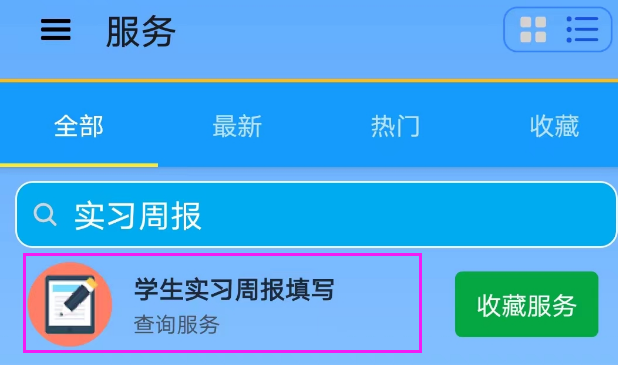 服务
全部 最新 热门 收藏
实习周报
学生实习周报填写
查询服务
收藏服务